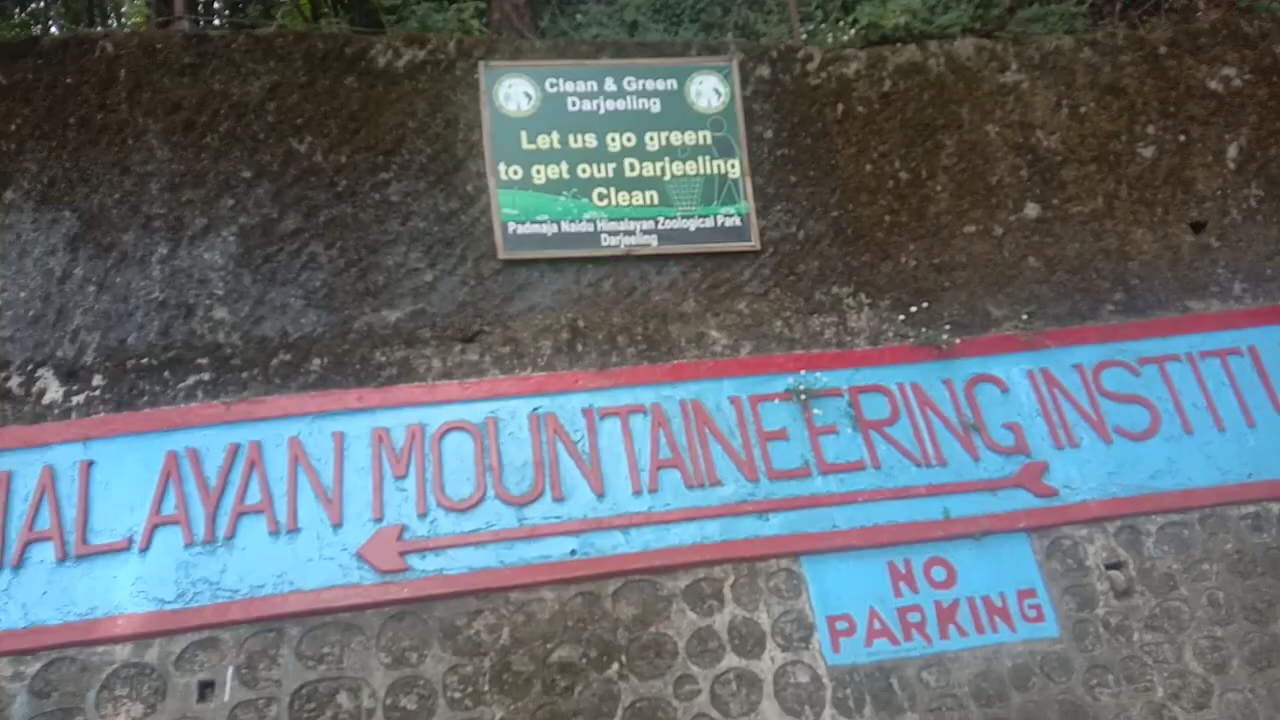 Clean & Green
Darjeeling
Let us go green
to get our Darjeeling
Clean
Padmaja Naidu Himalayan Zoological Park
Darjeeling
MALAYAN MOUNTAINEERING INSTITU
NO
PARKING